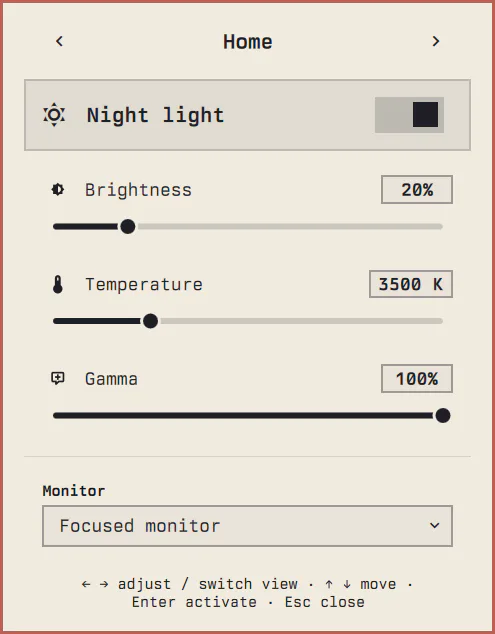 Home
Night light
Brightness 20%
Temperature 3500 K
Gamma 100%
Monitor
Focused monitor
← → adjust / switch view · ↑ ↓ move ·
Enter activate · Esc close